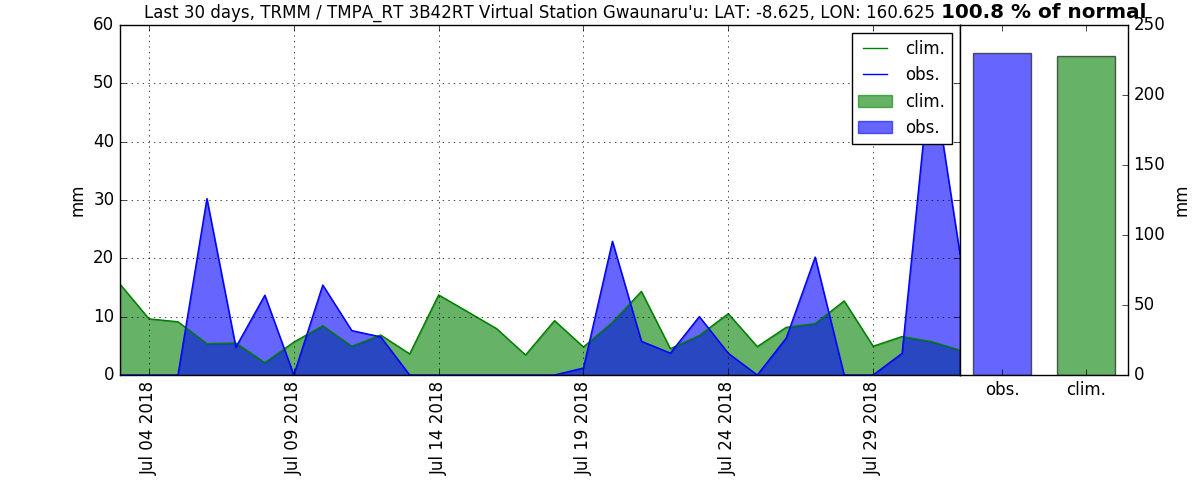 Last 30 days, TRMM / TMPA_RT 3B42RT Virtual Station Gwaunaru'u: LAT: -8.625, LON: 160.625 100.8 % of normal
60
50
40
30
20
10
0
mm
clim.
obs.
clim.
obs.
250
200
150
100
50
0
mm
obs.
clim.
Jul 04 2018
Jul 09 2018
Jul 14 2018
Jul 19 2018
Jul 24 2018
Jul 29 2018